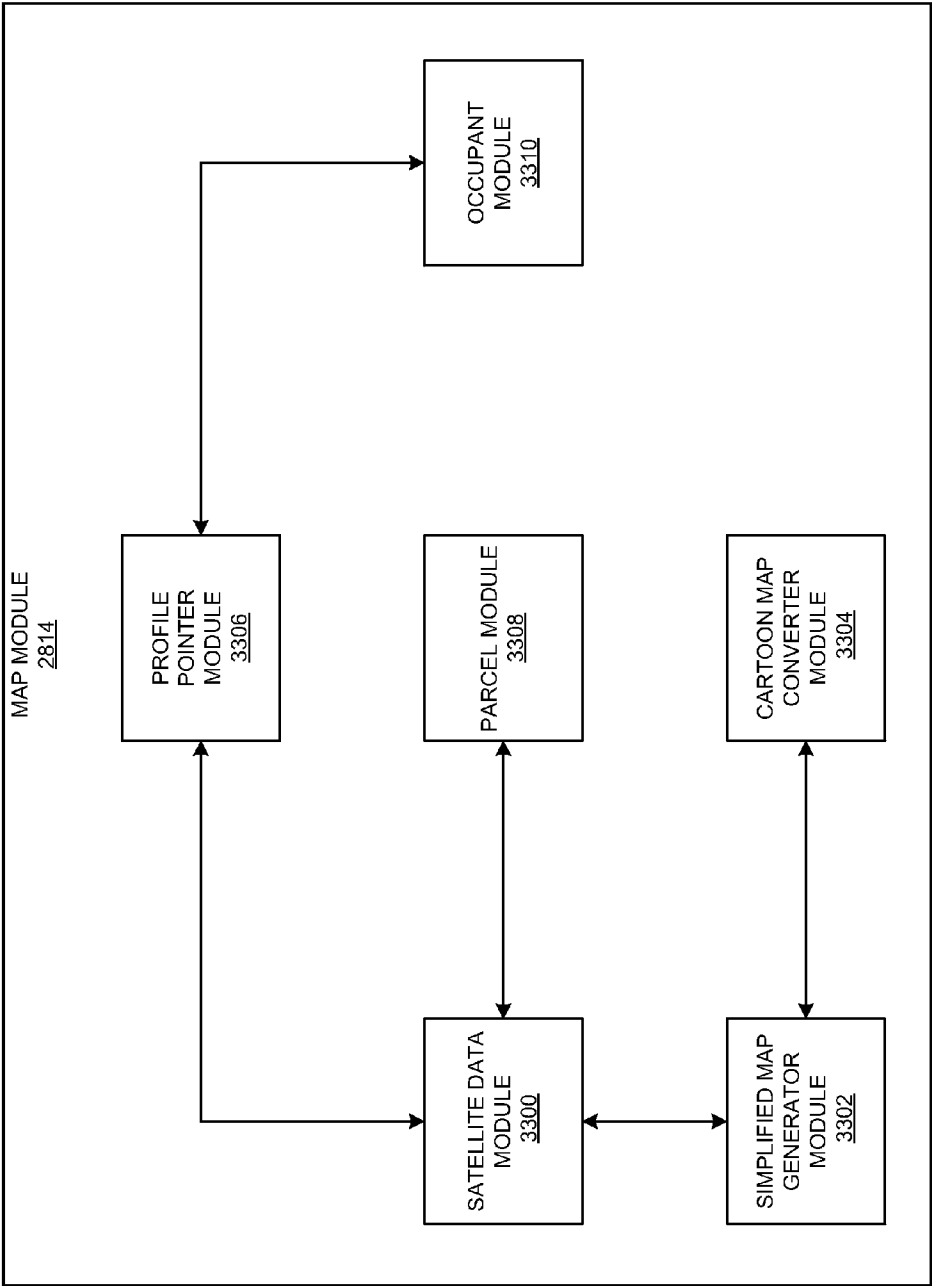 MAP MODULE
2814
PROFILE
POINTER
MODULE
3306
SATELLITE DATA
MODULE
3300
PARCEL MODULE
3308
OCCUPANT
MODULE
3310
SIMPLIFIED MAP
GENERATOR
MODULE
3302
CARTOON MAP
CONVERTER
MODULE
3304